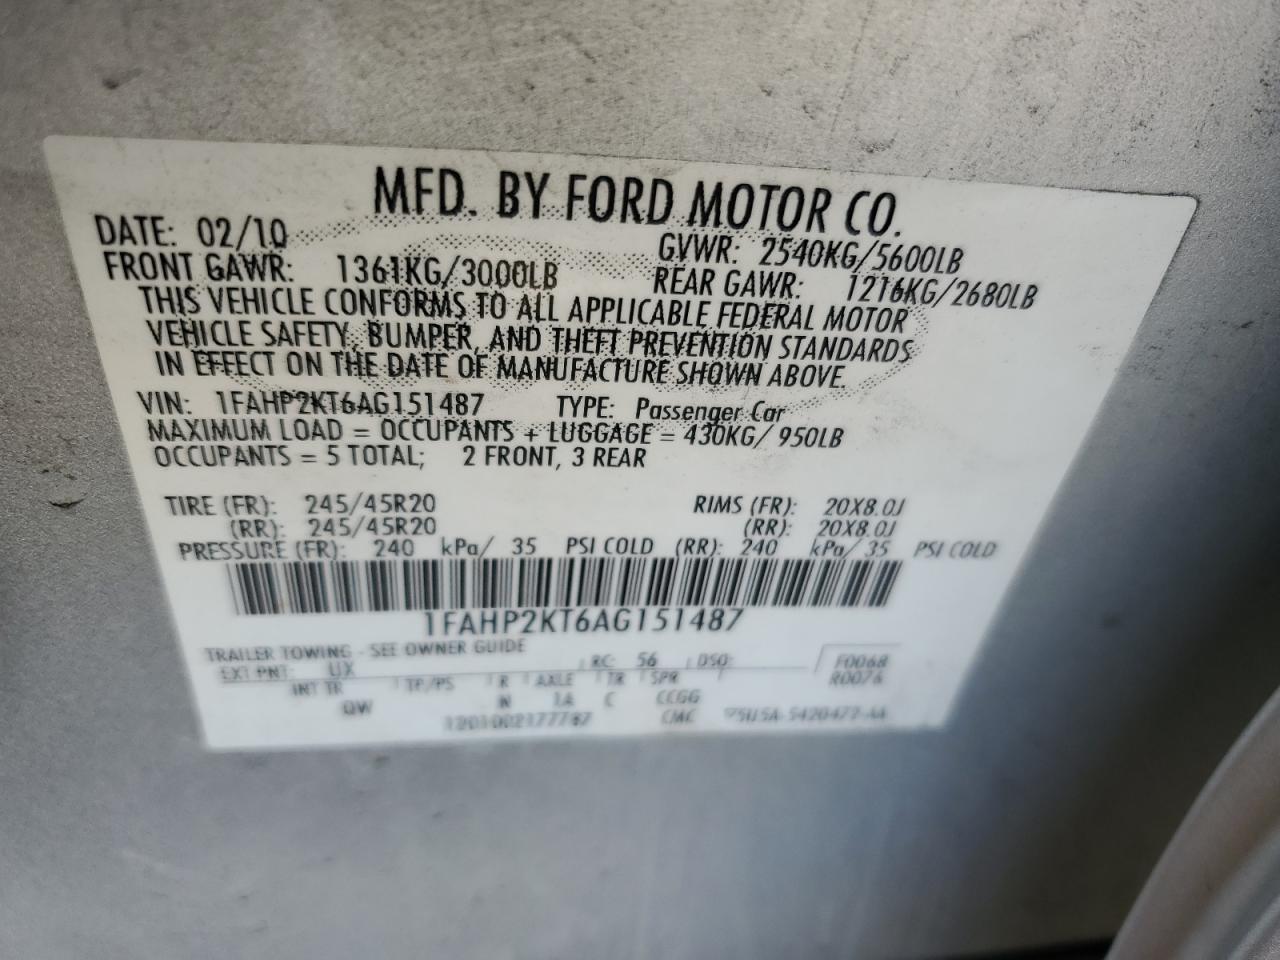 MFD. BY FORD MOTOR CO.
DATE: 02/10 GVWR: 2540KG/5600LB
FRONT GAWR: 1361KG/3000LB REAR GAWR: 1216KG/2680LB
THIS VEHICLE CONFORMS TO ALL APPLICABLE FEDERAL MOTOR
VEHICLE SAFETY, BUMPER, AND THEFT PREVENTION STANDARDS
IN EFFECT ON THE DATE OF MANUFACTURE SHOWN ABOVE.
VIN: 1FAHP2KT6AG151487 TYPE: Passenger Car
MAXIMUM LOAD = OCCUPANTS + LUGGAGE = 430KG/ 950LB
OCCUPANTS = 5 TOTAL; 2 FRONT, 3 REAR
TIRE (FR): 245/45R20 RIMS (FR): 20X8.0J
(RR): 245/45R20 (RR): 20X8.0J
PRESSURE (FR): 240 kPa/ 35 PSI COLD (RR): 240 kPa/ 35 PSI COLD
1FAHP2KT6AG151487
TRAILER TOWING - SEE OWNER GUIDE
EXT PNT: UX RC: 56 DSO: F0068
INT TR TP/PS R AXLE TR SPR R0076
QW N 1A C CCGG
1201002177787 CMC